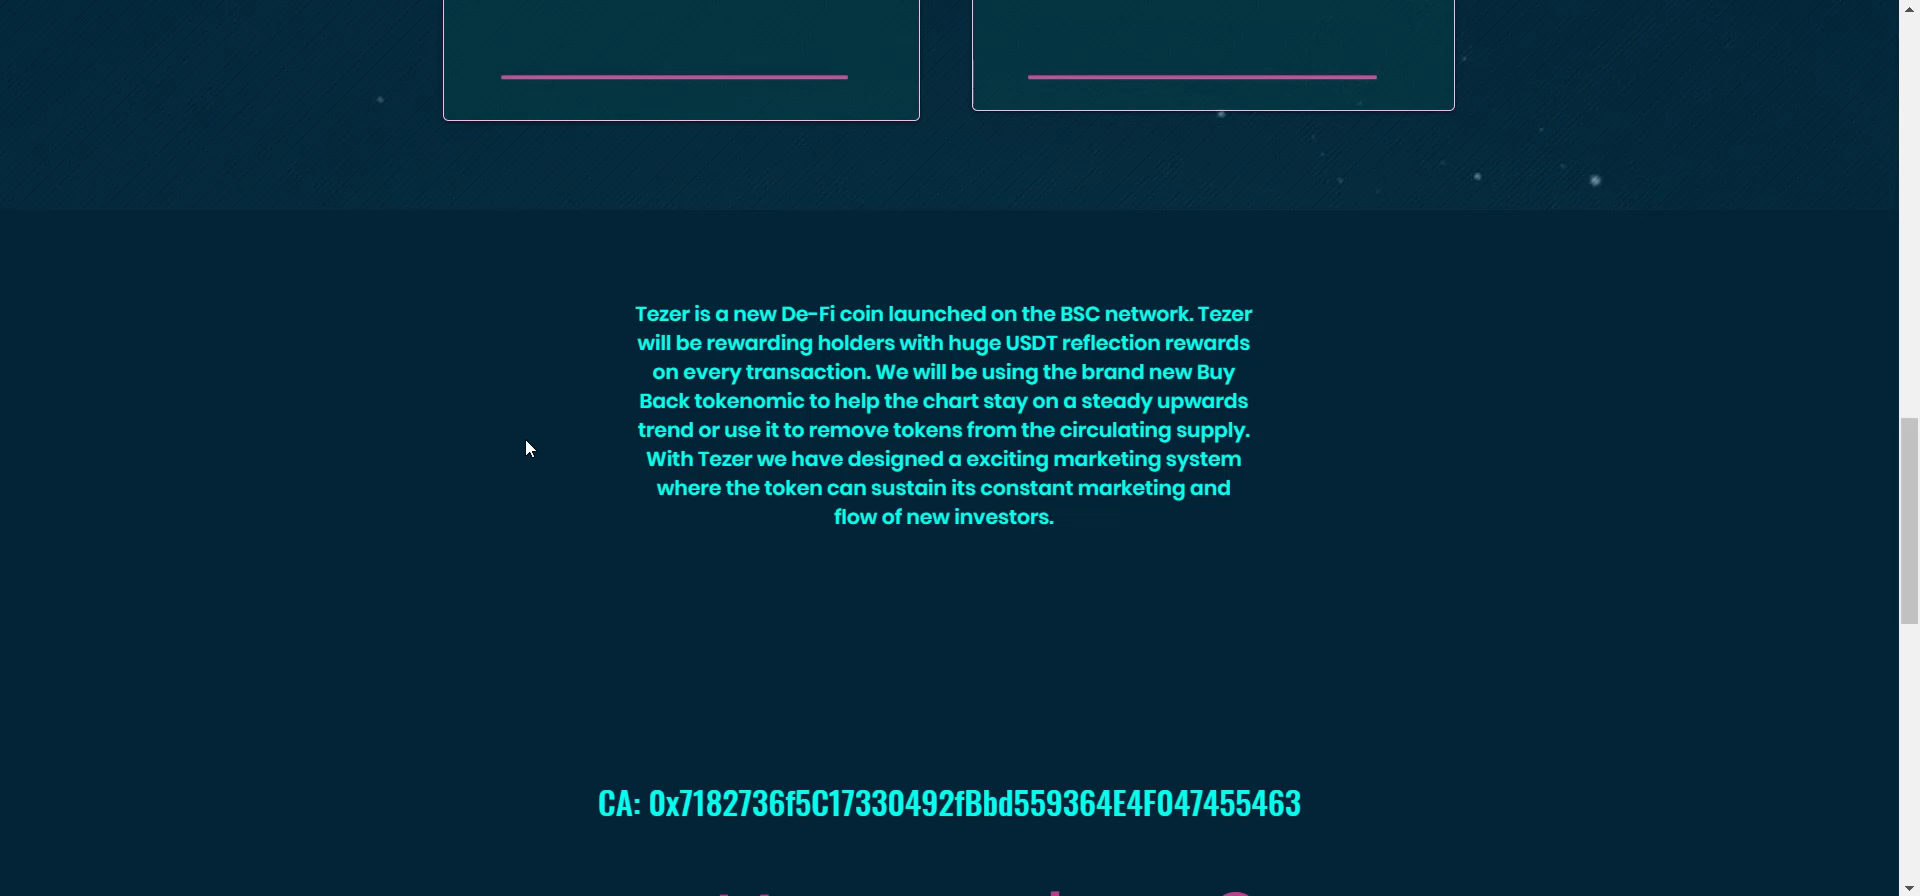 Tezer is a new De-Fi coin launched on the BSC network. Tezer
will be rewarding holders with huge USDT reflection rewards
on every transaction. We will be using the brand new Buy
Back tokenomic to help the chart stay on a steady upwards
trend or use it to remove tokens from the circulating supply.
With Tezer we have designed a exciting marketing system
where the token can sustain its constant marketing and
flow of new investors.
CA: 0x7182736f5C17330492fBbd559364E4F047455463